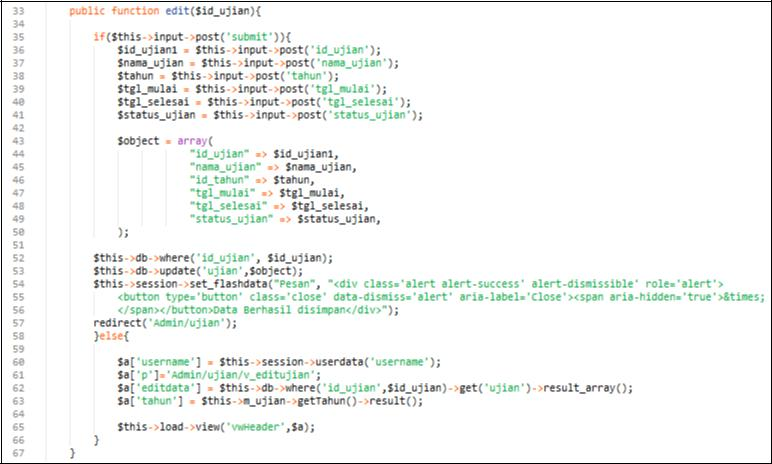 33 public function edit($id_ujian){
34
35 if($this->input->post('submit')){
36 $id_ujian1 = $this->input->post('id_ujian');
37 $nama_ujian = $this->input->post('nama_ujian');
38 $tahun = $this->input->post('tahun');
39 $tgl_mulai = $this->input->post('tgl_mulai');
40 $tgl_selesai = $this->input->post('tgl_selesai');
41 $status_ujian = $this->input->post('status_ujian');
42
43 $object = array(
44 "id_ujian" => $id_ujian1,
45 "nama_ujian" => $nama_ujian,
46 "id_tahun" => $tahun,
47 "tgl_mulai" => $tgl_mulai,
48 "tgl_selesai" => $tgl_selesai,
49 "status_ujian" => $status_ujian,
50 );
51
52 $this->db->where('id_ujian', $id_ujian);
53 $this->db->update('ujian',$object);
54 $this->session->set_flashdata("Pesan", "<div class='alert alert-success' alert-dismissible' role='alert'>
55 <button type='button' class='close' data-dismiss='alert' aria-label='Close'><span aria-hidden='true'>&times;
56 </span></button>Data Berhasil disimpan</div>");
57 redirect('Admin/ujian');
58 }else{
59
60 $a['username'] = $this->session->userdata('username');
61 $a['p']='Admin/ujian/v_editujian';
62 $a['editdata'] = $this->db->where('id_ujian',$id_ujian)->get('ujian')->result_array();
63 $a['tahun'] = $this->m_ujian->getTahun()->result();
64
65 $this->load->view('vwHeader',$a);
66 }
67 }